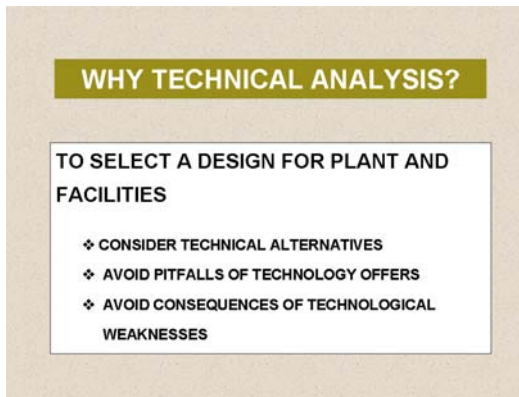 WHY TECHNICAL ANALYSIS?
TO SELECT A DESIGN FOR PLANT AND
FACILITIES
❖ CONSIDER TECHNICAL ALTERNATIVES
❖ AVOID PITFALLS OF TECHNOLOGY OFFERS
❖ AVOID CONSEQUENCES OF TECHNOLOGICAL
WEAKNESSES